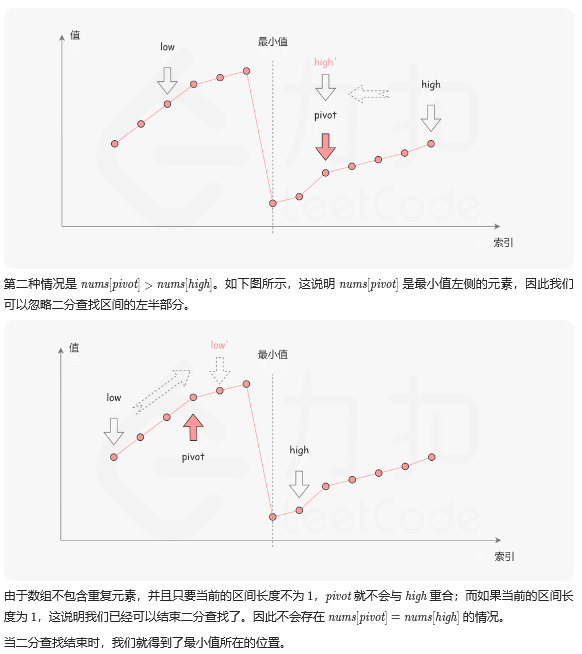 值
low
最小值
high'
high
pivot
索引
力扣
LeetCode
第二种情况是 nums[pivot] > nums[high]。如下图所示，这说明 nums[pivot] 是最小值左侧的元素，因此我们
可以忽略二分查找区间的左半部分。
值
low'
最小值
low
high
pivot
索引
力扣
LeetCode
由于数组不包含重复元素，并且只要当前的区间长度不为 1，pivot 就不会与 high 重合；而如果当前的区间长
度为 1，这说明我们已经可以结束二分查找了。因此不会存在 nums[pivot] = nums[high] 的情况。
当二分查找结束时，我们就得到了最小值所在的位置。